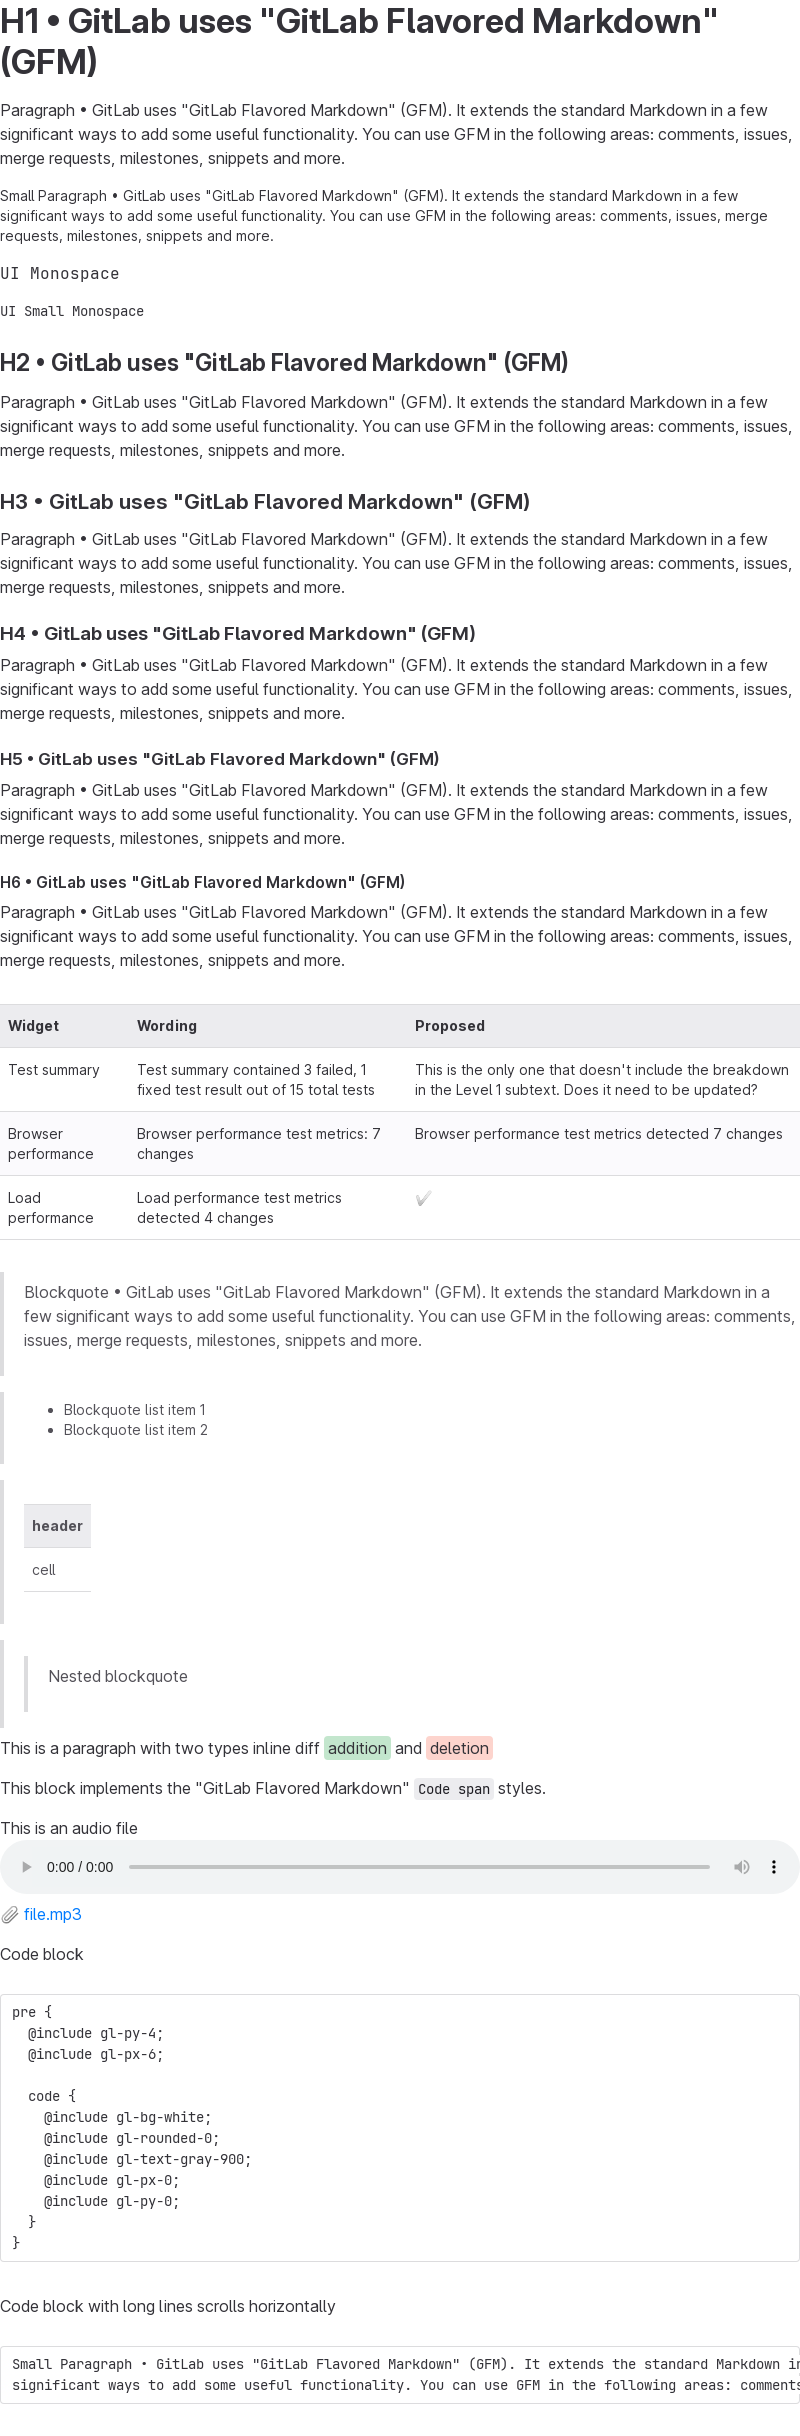 H1 • GitLab uses "GitLab Flavored Markdown"
(GFM)
Paragraph • GitLab uses "GitLab Flavored Markdown" (GFM). It extends the standard Markdown in a few
significant ways to add some useful functionality. You can use GFM in the following areas: comments, issues,
merge requests, milestones, snippets and more.
Small Paragraph • GitLab uses "GitLab Flavored Markdown" (GFM). It extends the standard Markdown in a few
significant ways to add some useful functionality. You can use GFM in the following areas: comments, issues, merge
requests, milestones, snippets and more.
UI Monospace
UI Small Monospace
H2 • GitLab uses "GitLab Flavored Markdown" (GFM)
Paragraph • GitLab uses "GitLab Flavored Markdown" (GFM). It extends the standard Markdown in a few
significant ways to add some useful functionality. You can use GFM in the following areas: comments, issues,
merge requests, milestones, snippets and more.
H3 • GitLab uses "GitLab Flavored Markdown" (GFM)
Paragraph • GitLab uses "GitLab Flavored Markdown" (GFM). It extends the standard Markdown in a few
significant ways to add some useful functionality. You can use GFM in the following areas: comments, issues,
merge requests, milestones, snippets and more.
H4 • GitLab uses "GitLab Flavored Markdown" (GFM)
Paragraph • GitLab uses "GitLab Flavored Markdown" (GFM). It extends the standard Markdown in a few
significant ways to add some useful functionality. You can use GFM in the following areas: comments, issues,
merge requests, milestones, snippets and more.
H5 • GitLab uses "GitLab Flavored Markdown" (GFM)
Paragraph • GitLab uses "GitLab Flavored Markdown" (GFM). It extends the standard Markdown in a few
significant ways to add some useful functionality. You can use GFM in the following areas: comments, issues,
merge requests, milestones, snippets and more.
H6 • GitLab uses "GitLab Flavored Markdown" (GFM)
Paragraph • GitLab uses "GitLab Flavored Markdown" (GFM). It extends the standard Markdown in a few
significant ways to add some useful functionality. You can use GFM in the following areas: comments, issues,
merge requests, milestones, snippets and more.
Widget Wording Proposed
Test summary Test summary contained 3 failed, 1 This is the only one that doesn't include the breakdown
fixed test result out of 15 total tests in the Level 1 subtext. Does it need to be updated?
Browser Browser performance test metrics: 7 Browser performance test metrics detected 7 changes
performance changes
Load Load performance test metrics ✔
performance detected 4 changes
Blockquote • GitLab uses "GitLab Flavored Markdown" (GFM). It extends the standard Markdown in a
few significant ways to add some useful functionality. You can use GFM in the following areas: comments,
issues, merge requests, milestones, snippets and more.
• Blockquote list item 1
• Blockquote list item 2
header
cell
Nested blockquote
This is a paragraph with two types inline diff addition and deletion
This block implements the "GitLab Flavored Markdown" Code span styles.
This is an audio file
0:00 / 0:00
file.mp3
Code block
pre {
  @include gl-py-4;
  @include gl-px-6;
  code {
    @include gl-bg-white;
    @include gl-rounded-0;
    @include gl-text-gray-900;
    @include gl-px-0;
    @include gl-py-0;
  }
}
Code block with long lines scrolls horizontally
Small Paragraph • GitLab uses "GitLab Flavored Markdown" (GFM). It extends the standard Markdown in
significant ways to add some useful functionality. You can use GFM in the following areas: comments